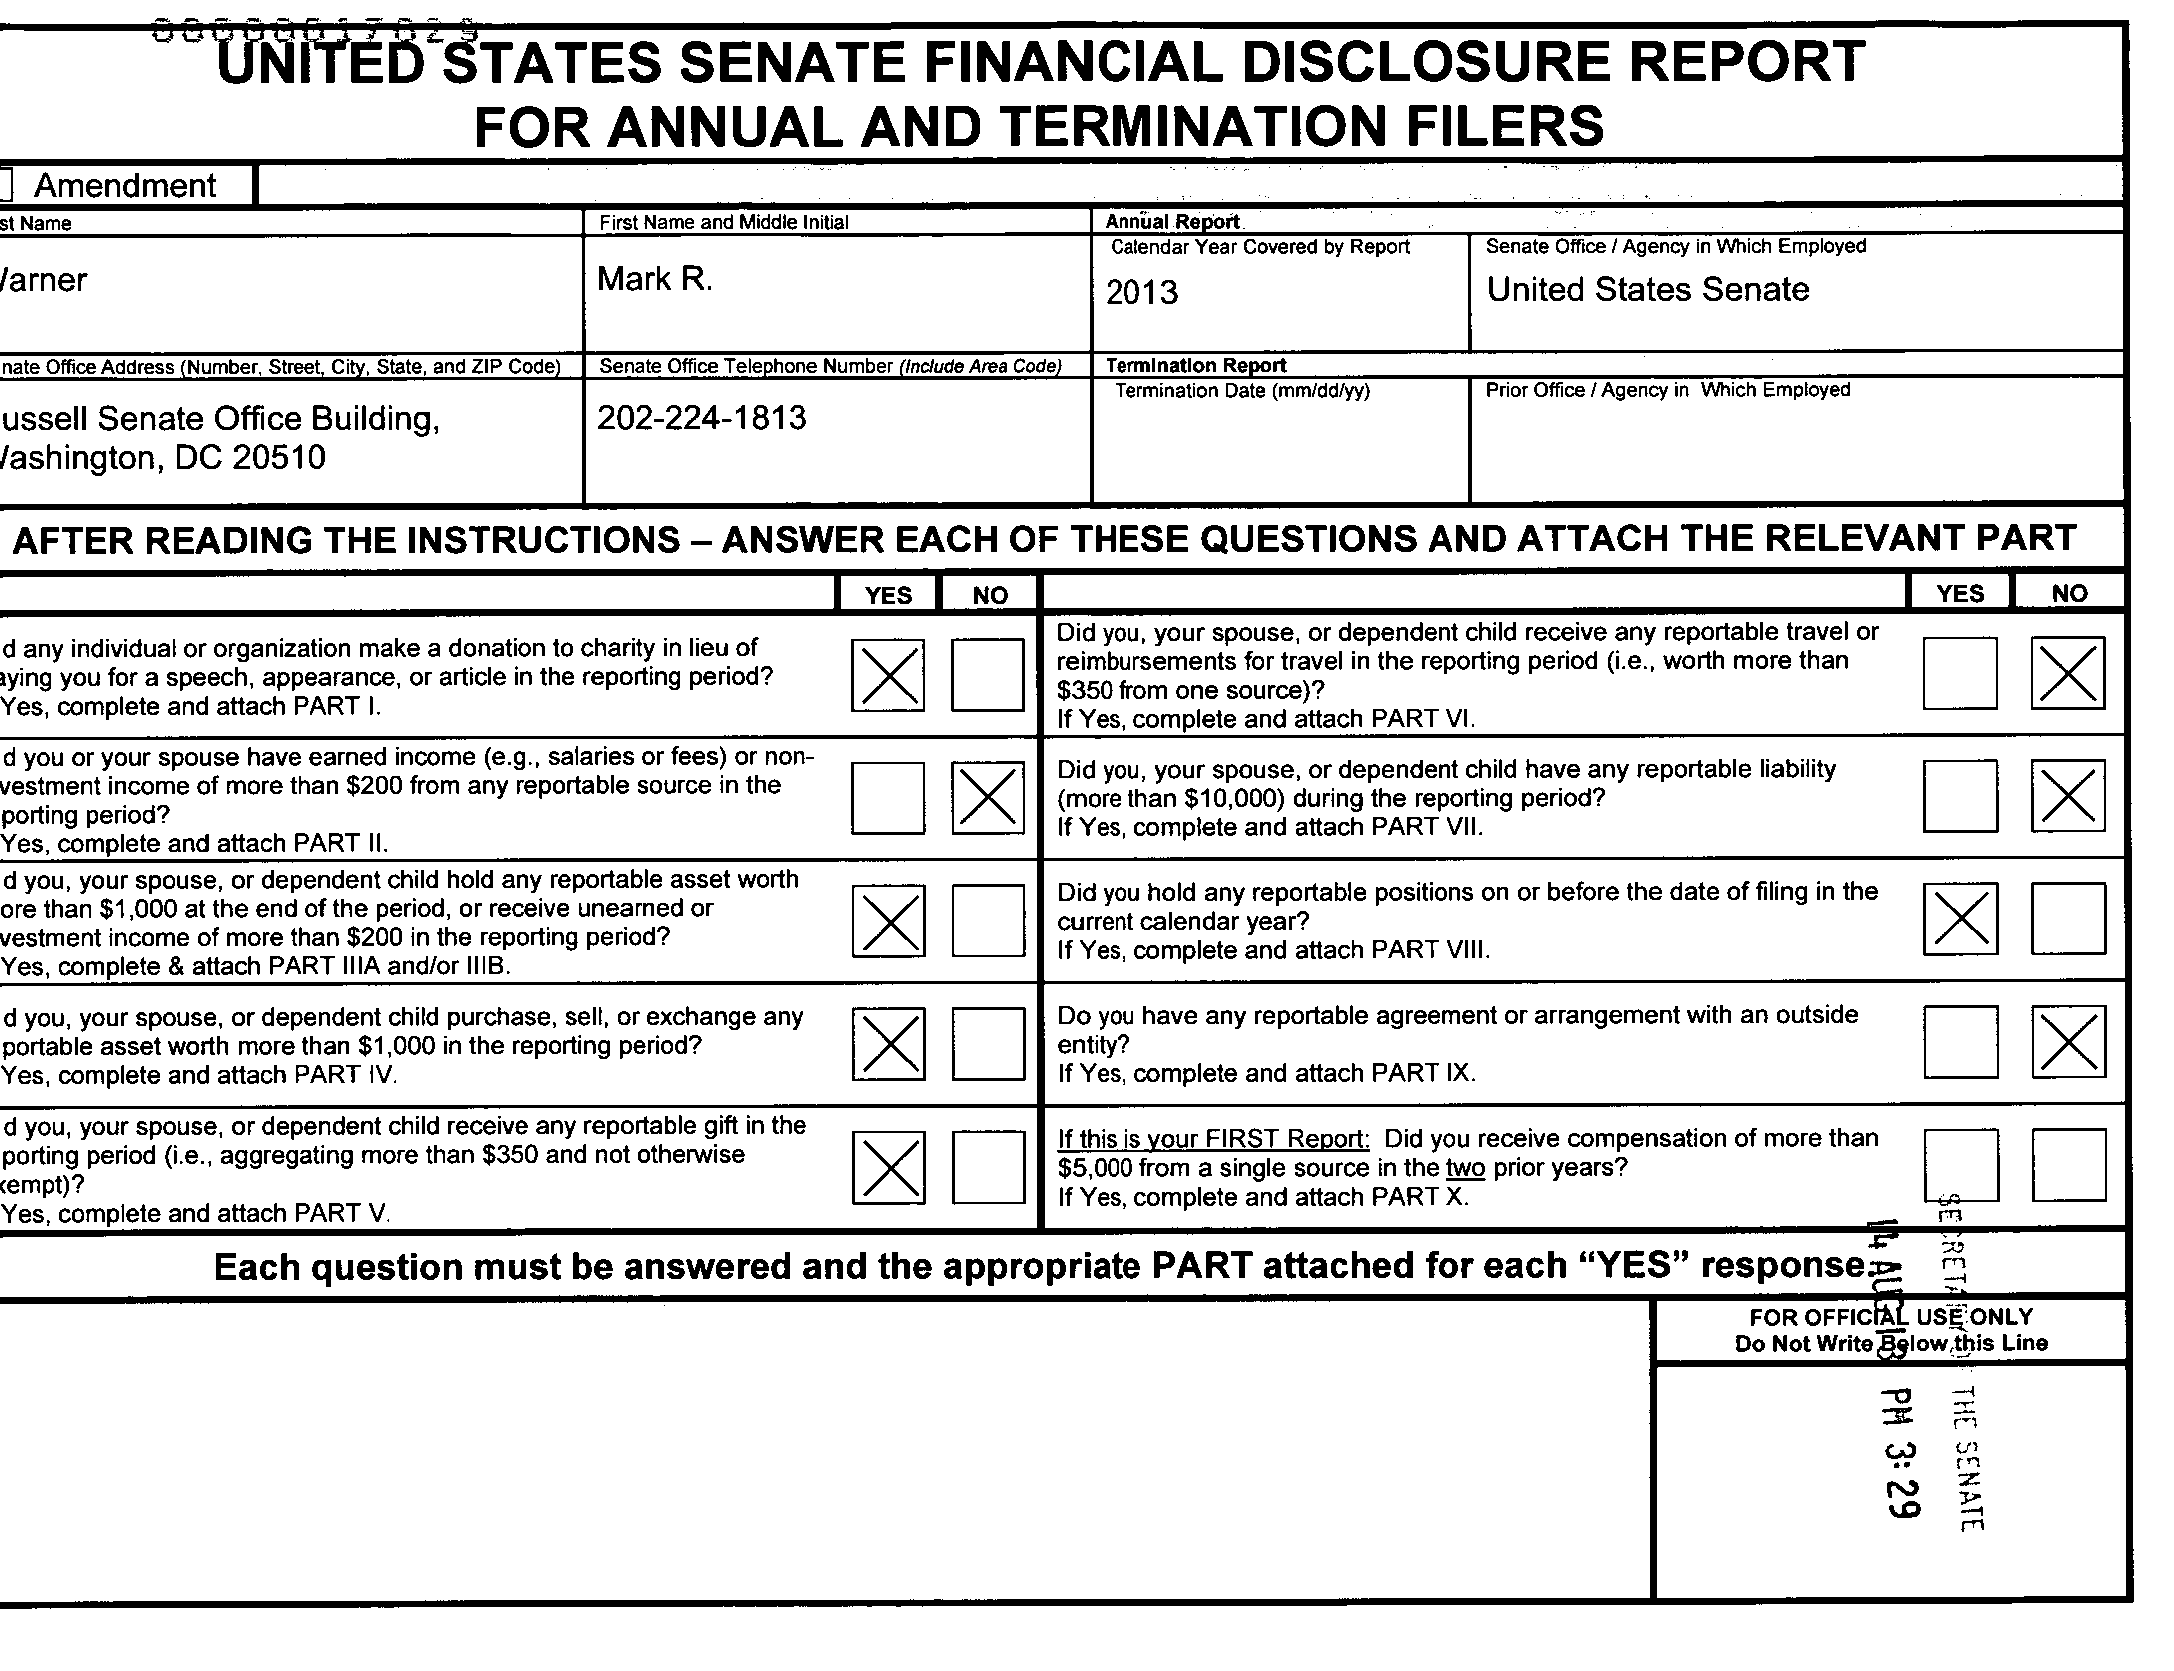 00000017629
UNITED STATES SENATE FINANCIAL DISCLOSURE REPORT
FOR ANNUAL AND TERMINATION FILERS
Amendment
st Name
First Name and Middle Initial
Annual Report
Calendar Year Covered by Report
Senate Office / Agency in Which Employed
arner
Mark R.
2013
United States Senate
nate Office Address (Number, Street, City, State, and ZIP Code)
Senate Office Telephone Number (Include Area Code)
Termination Report
Termination Date (mm/dd/yy)
Prior Office / Agency in Which Employed
ussell Senate Office Building,
ashington, DC 20510
202-224-1813
AFTER READING THE INSTRUCTIONS – ANSWER EACH OF THESE QUESTIONS AND ATTACH THE RELEVANT PART
YES NO
d any individual or organization make a donation to charity in lieu of
aying you for a speech, appearance, or article in the reporting period?
Yes, complete and attach PART I.
d you or your spouse have earned income (e.g., salaries or fees) or non-
vestment income of more than $200 from any reportable source in the
porting period?
Yes, complete and attach PART II.
d you, your spouse, or dependent child hold any reportable asset worth
ore than $1,000 at the end of the period, or receive unearned or
vestment income of more than $200 in the reporting period?
Yes, complete & attach PART IIIA and/or IIIB.
d you, your spouse, or dependent child purchase, sell, or exchange any
portable asset worth more than $1,000 in the reporting period?
Yes, complete and attach PART IV.
d you, your spouse, or dependent child receive any reportable gift in the
porting period (i.e., aggregating more than $350 and not otherwise
empt)?
Yes, complete and attach PART V.
YES NO
Did you, your spouse, or dependent child receive any reportable travel or
reimbursements for travel in the reporting period (i.e., worth more than
$350 from one source)?
If Yes, complete and attach PART VI.
Did you, your spouse, or dependent child have any reportable liability
(more than $10,000) during the reporting period?
If Yes, complete and attach PART VII.
Did you hold any reportable positions on or before the date of filing in the
current calendar year?
If Yes, complete and attach PART VIII.
Do you have any reportable agreement or arrangement with an outside
entity?
If Yes, complete and attach PART IX.
If this is your FIRST Report: Did you receive compensation of more than
$5,000 from a single source in the two prior years?
If Yes, complete and attach PART X.
Each question must be answered and the appropriate PART attached for each “YES” response.
FOR OFFICIAL USE ONLY
Do Not Write Below this Line
SECRETARY OF THE SENATE
14 AUG 13 PM 3:29